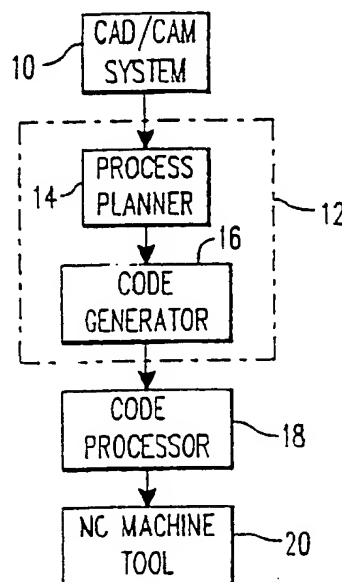 CAD/CAM
SYSTEM
10
PROCESS
PLANNER
14
12
16
CODE
GENERATOR
CODE
PROCESSOR
18
NC MACHINE
TOOL
20